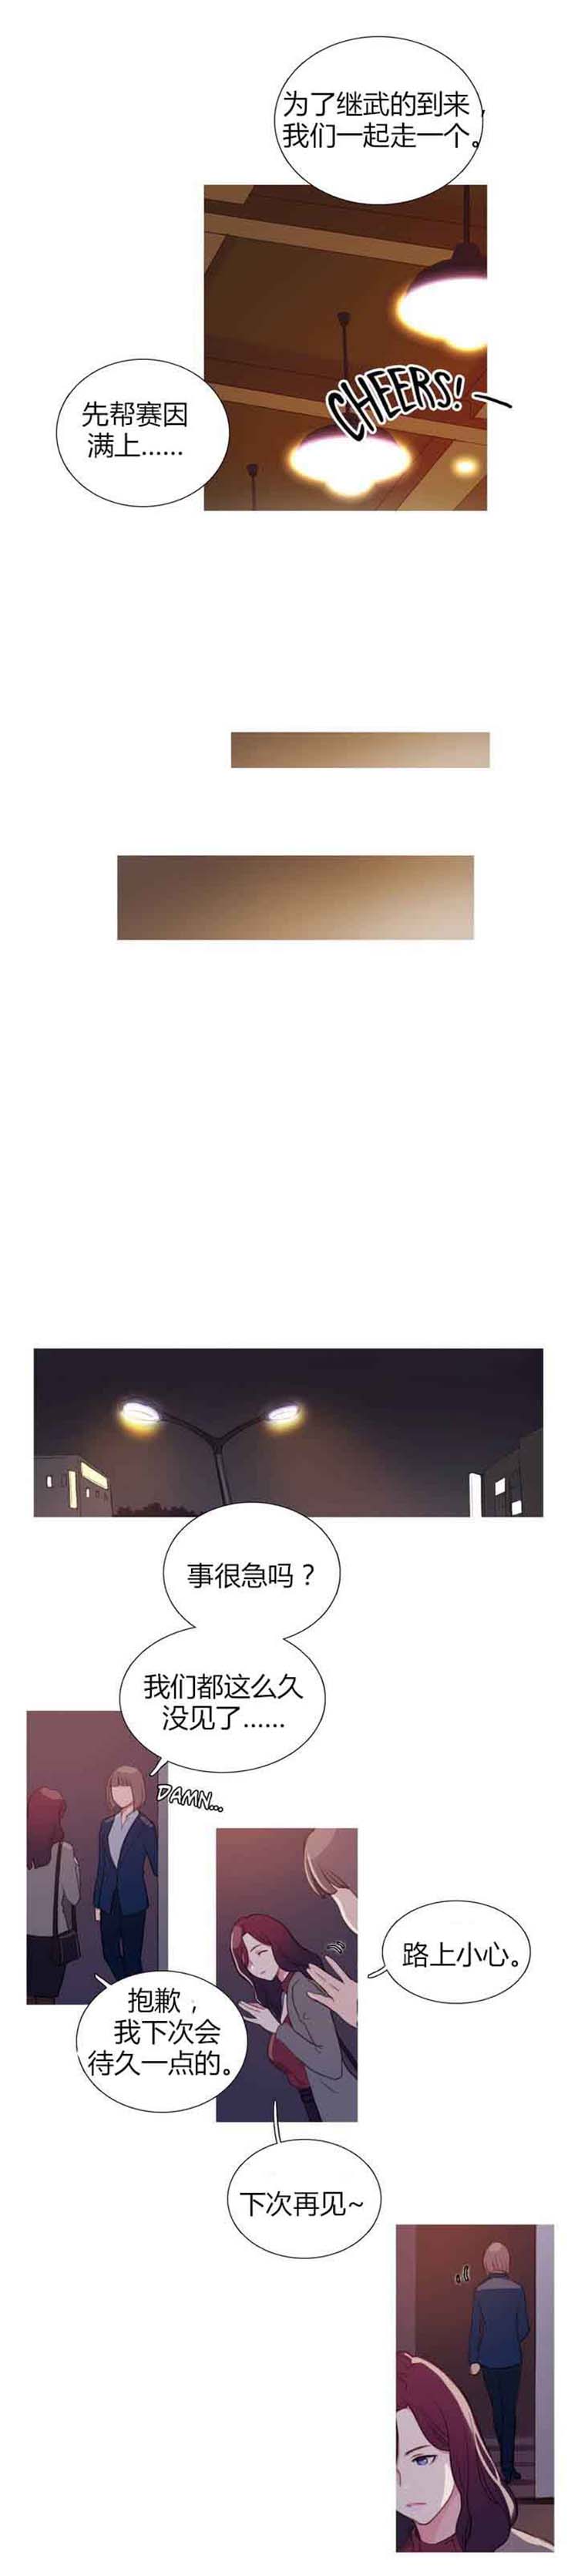 为了继武的到来，
我们一起走一个。
CHEERS!
先帮赛因
满上……
事很急吗？
我们都这么久
没见了……
DAMN...
路上小心。
抱歉，
我下次会
待久一点的。
下次再见~